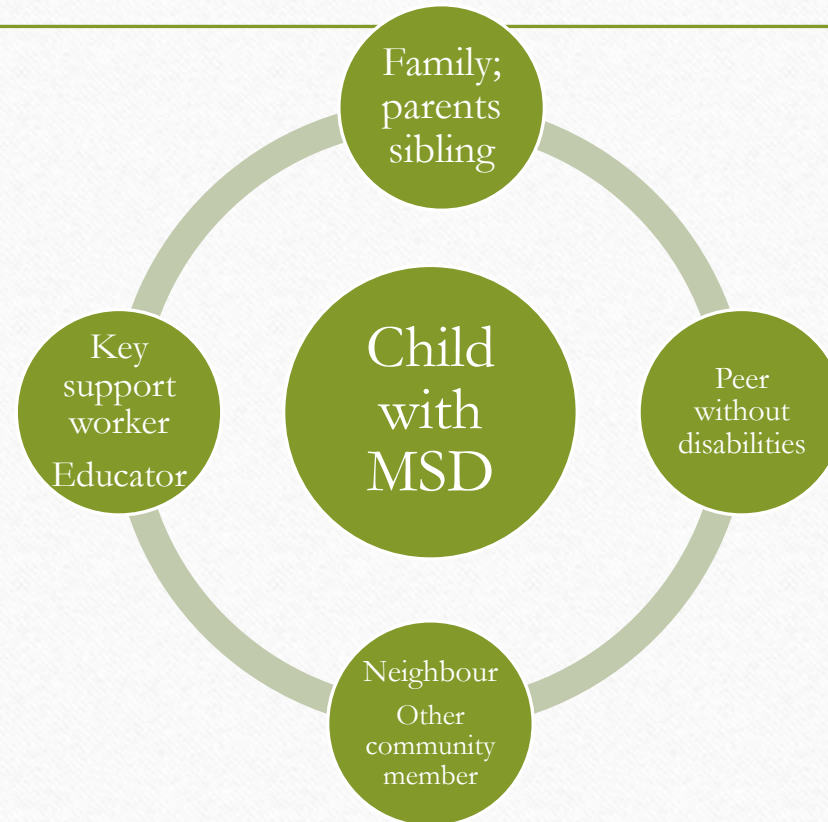 Family;
parents
sibling
Key
support
worker
Educator
Child
with
MSD
Peer
without
disabilities
Neighbour
Other
community
member